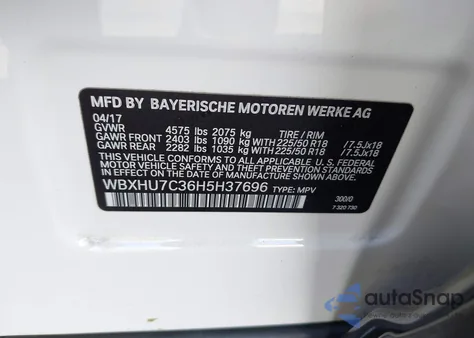 MFD BY BAYERISCHE MOTOREN WERKE AG
04/17
GVWR 4575 lbs 2075 kg TIRE / RIM
GAWR FRONT 2403 lbs 1090 kg WITH 225/50 R18 /7.5Jx18
GAWR REAR 2282 lbs 1035 kg WITH 225/50 R18 /7.5Jx18
THIS VEHICLE CONFORMS TO ALL APPLICABLE U.S. FEDERAL
MOTOR VEHICLE SAFETY STANDARDS
IN EFFECT ON THE DATE OF MANUFACTURE SHOWN ABOVE.
WBXHU7C36H5H37696 TYPE: MPV
300/0
7 320 730
autoSnap